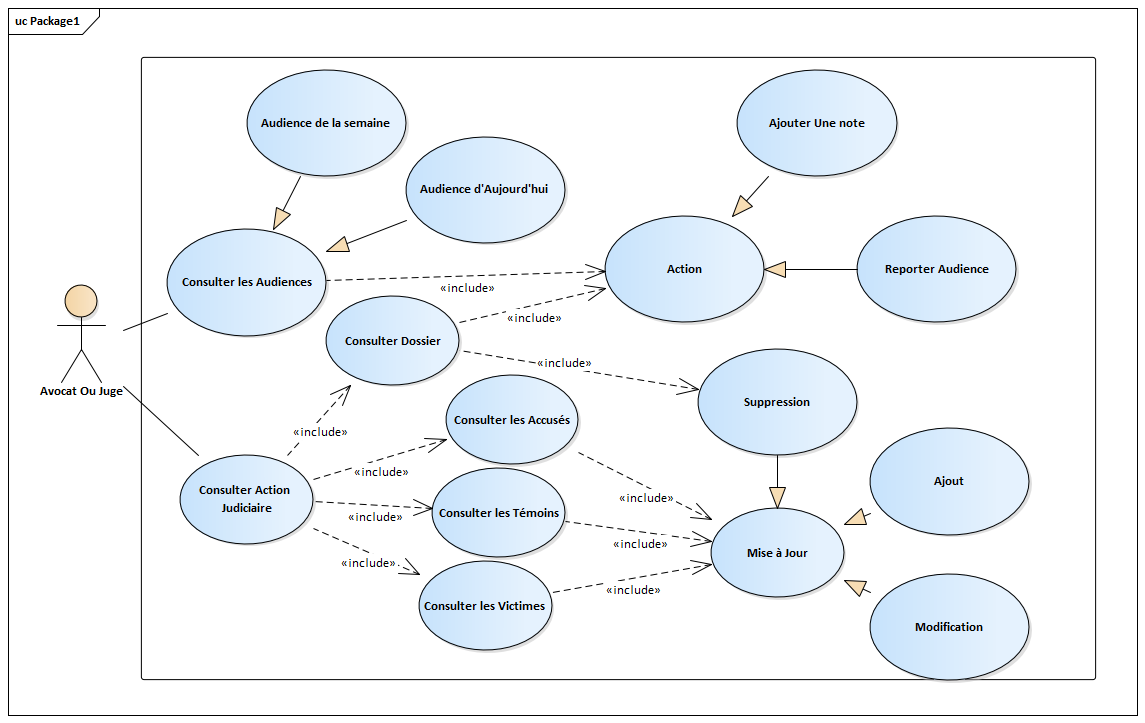 uc Package1
Audience de la semaine
Ajouter Une note
Audience d'Aujourd'hui
Action
Reporter Audience
Consulter les Audiences
«include»
«include»
Consulter Dossier
«include»
Avocat Ou Juge
Suppression
Consulter les Accusés
«include»
«include»
Ajout
Consulter Action
Judiciaire
«include»
Consulter les Témoins
«include»
«include»
Mise à Jour
«include»
«include»
Consulter les Victimes
Modification